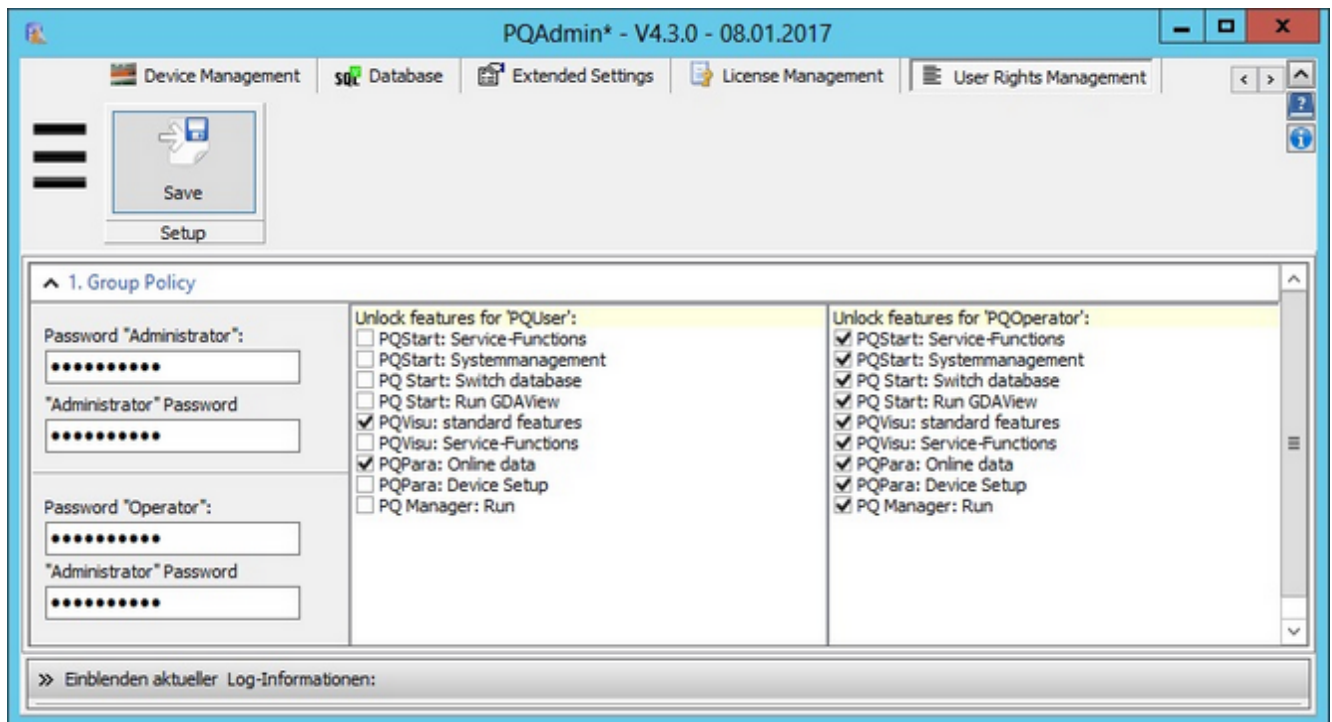 PQAdmin* - V4.3.0 - 08.01.2017
Device Management
SQL Database
Extended Settings
License Management
User Rights Management
Save
Setup
1. Group Policy
Password "Administrator":
••••••••••
"Administrator" Password
••••••••••
Password "Operator":
••••••••••
"Administrator" Password
••••••••••
Unlock features for 'PQUser':
PQStart: Service-Functions
PQStart: Systemmanagement
PQ Start: Switch database
PQ Start: Run GDAView
PQVisu: standard features
PQVisu: Service-Functions
PQPara: Online data
PQPara: Device Setup
PQ Manager: Run
Unlock features for 'PQOperator':
PQStart: Service-Functions
PQStart: Systemmanagement
PQ Start: Switch database
PQ Start: Run GDAView
PQVisu: standard features
PQVisu: Service-Functions
PQPara: Online data
PQPara: Device Setup
PQ Manager: Run
» Einblenden aktueller Log-Informationen: